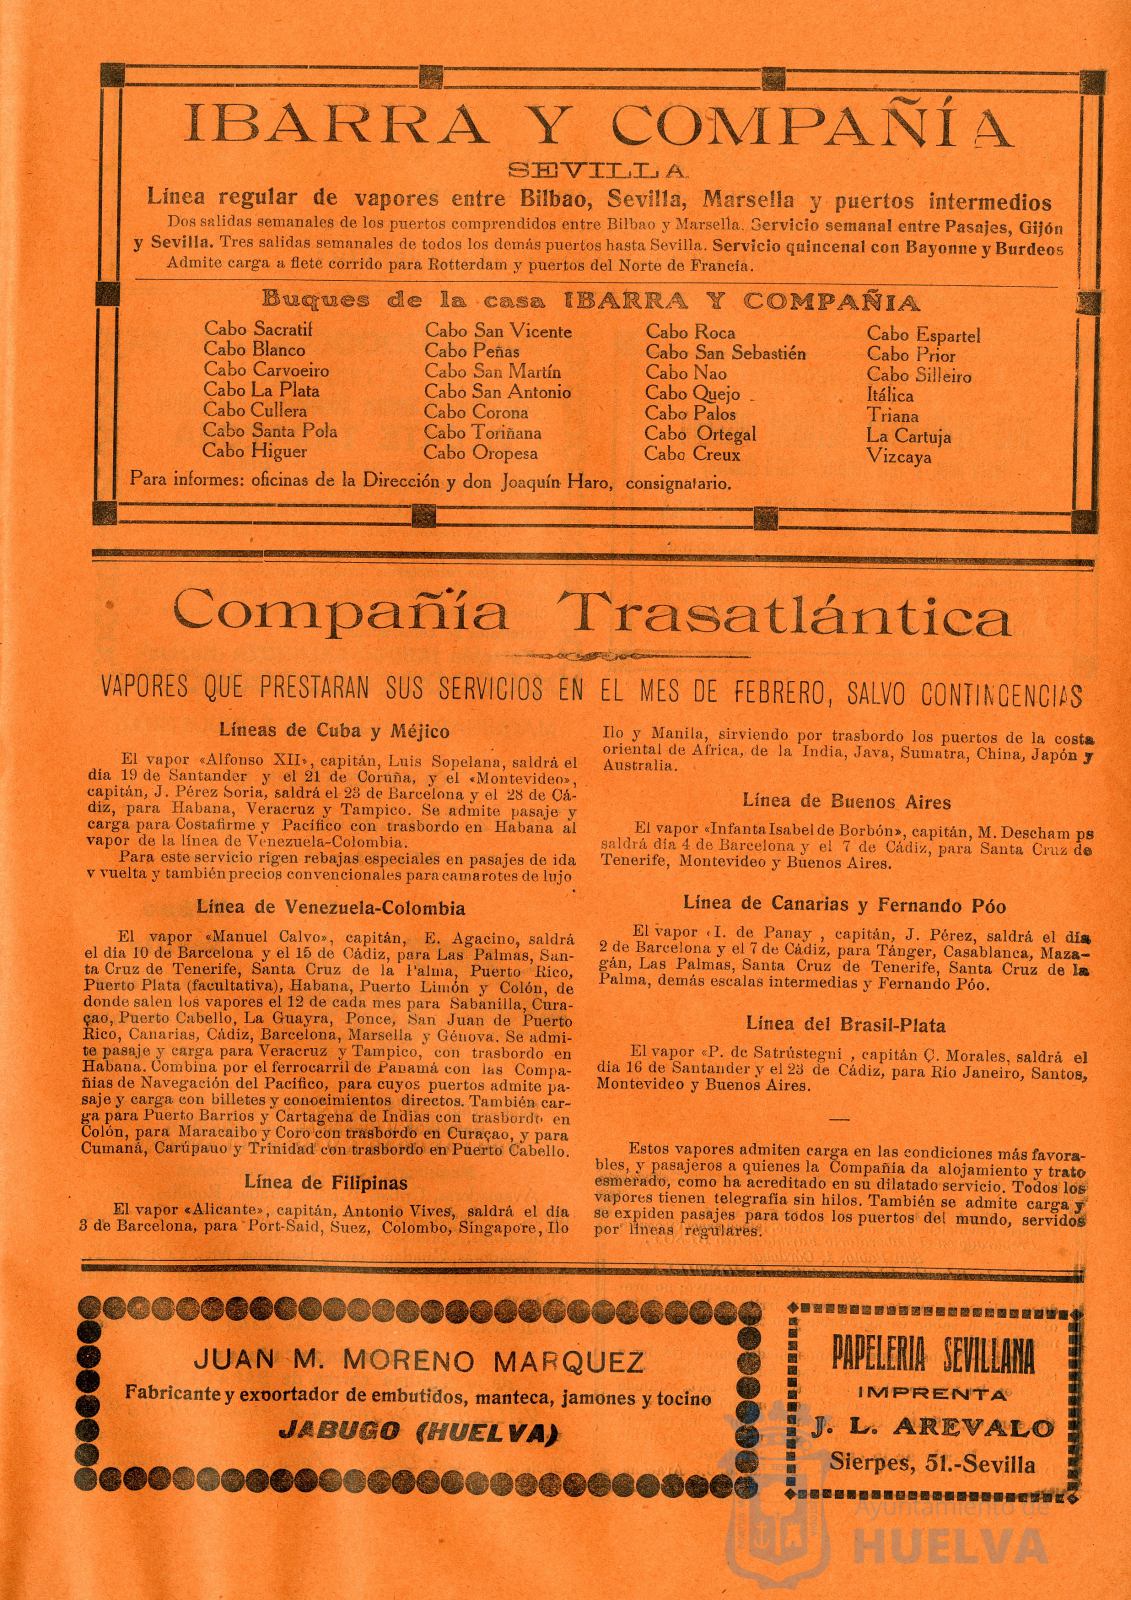 IBARRA Y COMPAÑÍA
SEVILLA
Línea regular de vapores entre Bilbao, Sevilla, Marsella y puertos intermedios
Dos salidas semanales de los puertos comprendidos entre Bilbao y Marsella. Servicio semanal entre Pasajes, Gijón
y Sevilla. Tres salidas semanales de todos los demás puertos hasta Sevilla. Servicio quincenal con Bayonne y Burdeos
Admite carga a flete corrido para Rotterdam y puertos del Norte de Francia.
Buques de la casa IBARRA Y COMPAÑIA
Cabo Sacratif
Cabo Blanco
Cabo Carvoeiro
Cabo La Plata
Cabo Cullera
Cabo Santa Pola
Cabo Higuer
Cabo San Vicente
Cabo Peñas
Cabo San Martín
Cabo San Antonio
Cabo Corona
Cabo Toriñana
Cabo Oropesa
Cabo Roca
Cabo San Sebastién
Cabo Nao
Cabo Quejo
Cabo Palos
Cabo Ortegal
Cabo Creux
Cabo Espartel
Cabo Prior
Cabo Silleiro
Itálica
Triana
La Cartuja
Vizcaya
Para informes: oficinas de la Dirección y don Joaquín Haro, consignatario.
Compañía Trasatlántica
VAPORES QUE PRESTARAN SUS SERVICIOS EN EL MES DE FEBRERO, SALVO CONTINGENCIAS
Líneas de Cuba y Méjico
El vapor «Alfonso XII», capitán, Luis Sopelana, saldrá el
día 19 de Santander y el 21 de Coruña, y el «Montevideo»,
capitán, J. Pérez Soria, saldrá el 23 de Barcelona y el 28 de Cá-
diz, para Habana, Veracruz y Tampico. Se admite pasaje y
carga para Costafirme y Pacífico con trasbordo en Habana al
vapor de la línea de Venezuela-Colombia.
Para este servicio rigen rebajas especiales en pasajes de ida
y vuelta y también precios convencionales para camarotes de lujo
Línea de Venezuela-Colombia
El vapor «Manuel Calvo», capitán, E. Agacino, saldrá
el día 10 de Barcelona y el 15 de Cádiz, para Las Palmas, San-
ta Cruz de Tenerife, Santa Cruz de la Palma, Puerto Rico,
Puerto Plata (facultativa), Habana, Puerto Limón y Colón, de
donde salen los vapores el 12 de cada mes para Sabanilla, Cura-
çao, Puerto Cabello, La Guayra, Ponce, San Juan de Puerto
Rico, Canarias, Cádiz, Barcelona, Marsella y Génova. Se admi-
te pasaje y carga para Veracruz y Tampico, con trasbordo en
Habana. Combina por el ferrocarril de Panamá con las Compa-
ñias de Navegación del Pacífico, para cuyos puertos admite pa-
saje y carga con billetes y conocimientos directos. También car-
ga para Puerto Barrios y Cartagena de Indias con trasbordo en
Colón, para Maracaibo y Coro con trasbordo en Curaçao, y para
Cumaná, Carúpano y Trinidad con trasbordo en Puerto Cabello.
Línea de Filipinas
El vapor «Alicante», capitán, Antonio Vives, saldrá el día
3 de Barcelona, para Port-Said, Suez, Colombo, Singapore, Ilo
Ilo y Manila, sirviendo por trasbordo los puertos de la costa
oriental de Africa, de la India, Java, Sumatra, China, Japón y
Australia.
Línea de Buenos Aires
El vapor «Infanta Isabel de Borbón», capitán, M. Descham ps
saldrá día 4 de Barcelona y el 7 de Cádiz, para Santa Cruz de
Tenerife, Montevideo y Buenos Aires.
Línea de Canarias y Fernando Póo
El vapor «I. de Panay , capitán, J. Pérez, saldrá el día
2 de Barcelona y el 7 de Cádiz, para Tánger, Casablanca, Maza-
gán, Las Palmas, Santa Cruz de Tenerife, Santa Cruz de la
Palma, demás escalas intermedias y Fernando Póo.
Línea del Brasil-Plata
El vapor «P. de Satrústegni , capitán C. Morales, saldrá el
día 16 de Santander y el 23 de Cádiz, para Rio Janeiro, Santos,
Montevideo y Buenos Aires.
Estos vapores admiten carga en las condiciones más favora-
bles, y pasajeros a quienes la Compañía da alojamiento y trato
esmerado, como ha acreditado en su dilatado servicio. Todos los
vapores tienen telegrafía sin hilos. También se admite carga y
se expiden pasajes para todos los puertos del mundo, servidos
por líneas regulares.
JUAN M. MORENO MARQUEZ
Fabricante y exportador de embutidos, manteca, jamones y tocino
JABUGO (HUELVA)
PAPELERIA SEVILLANA
IMPRENTA
J. L. AREVALO
Sierpes, 51.-Sevilla
Ayuntamiento de
HUELVA